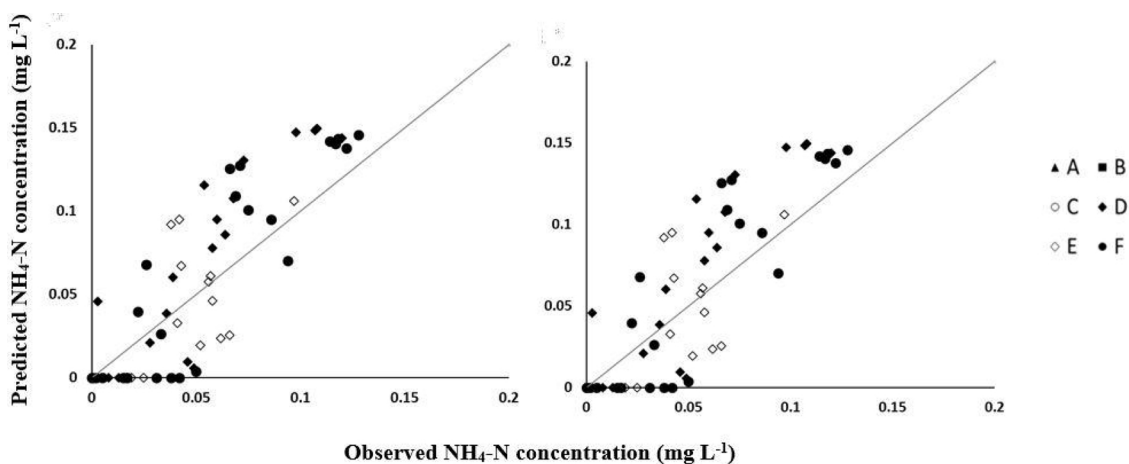 Predicted NH₄-N concentration (mg L⁻¹)
0.2
0.15
0.1
0.05
0
0 0.05 0.1 0.15 0.2
0.2
0.15
0.1
0.05
0
0 0.05 0.1 0.15 0.2
A B
C D
E F
Observed NH₄-N concentration (mg L⁻¹)